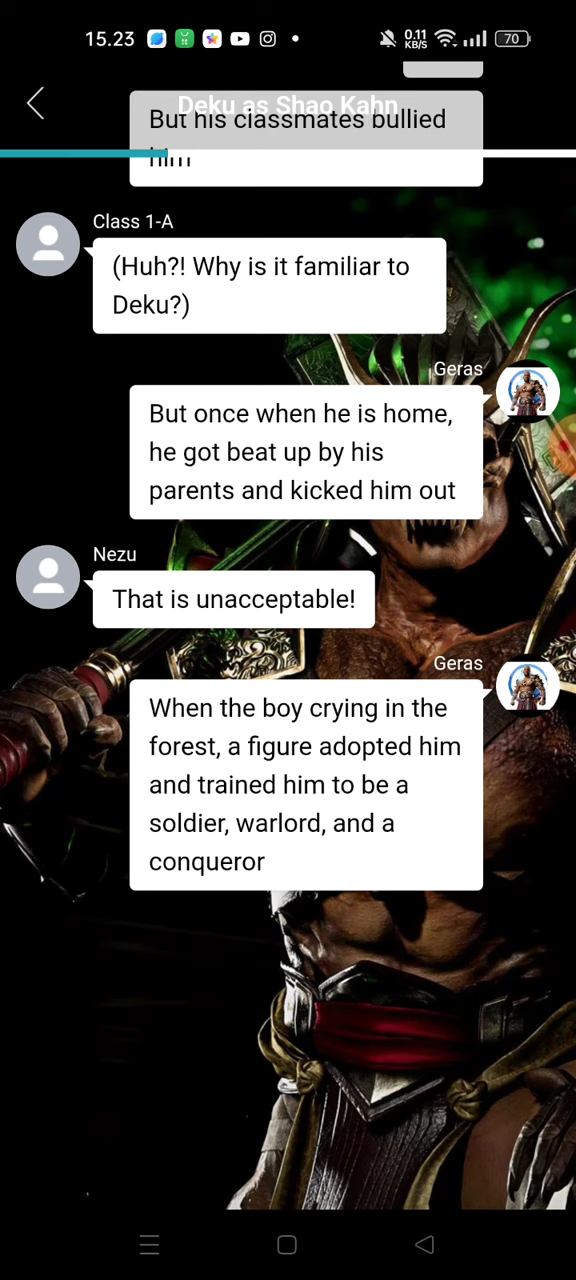 15.23
0.11
KB/S
70
Deku as Shao Kahn
But his classmates bullied
him
Class 1-A
(Huh?! Why is it familiar to
Deku?)
Geras
But once when he is home,
he got beat up by his
parents and kicked him out
Nezu
That is unacceptable!
Geras
When the boy crying in the
forest, a figure adopted him
and trained him to be a
soldier, warlord, and a
conqueror